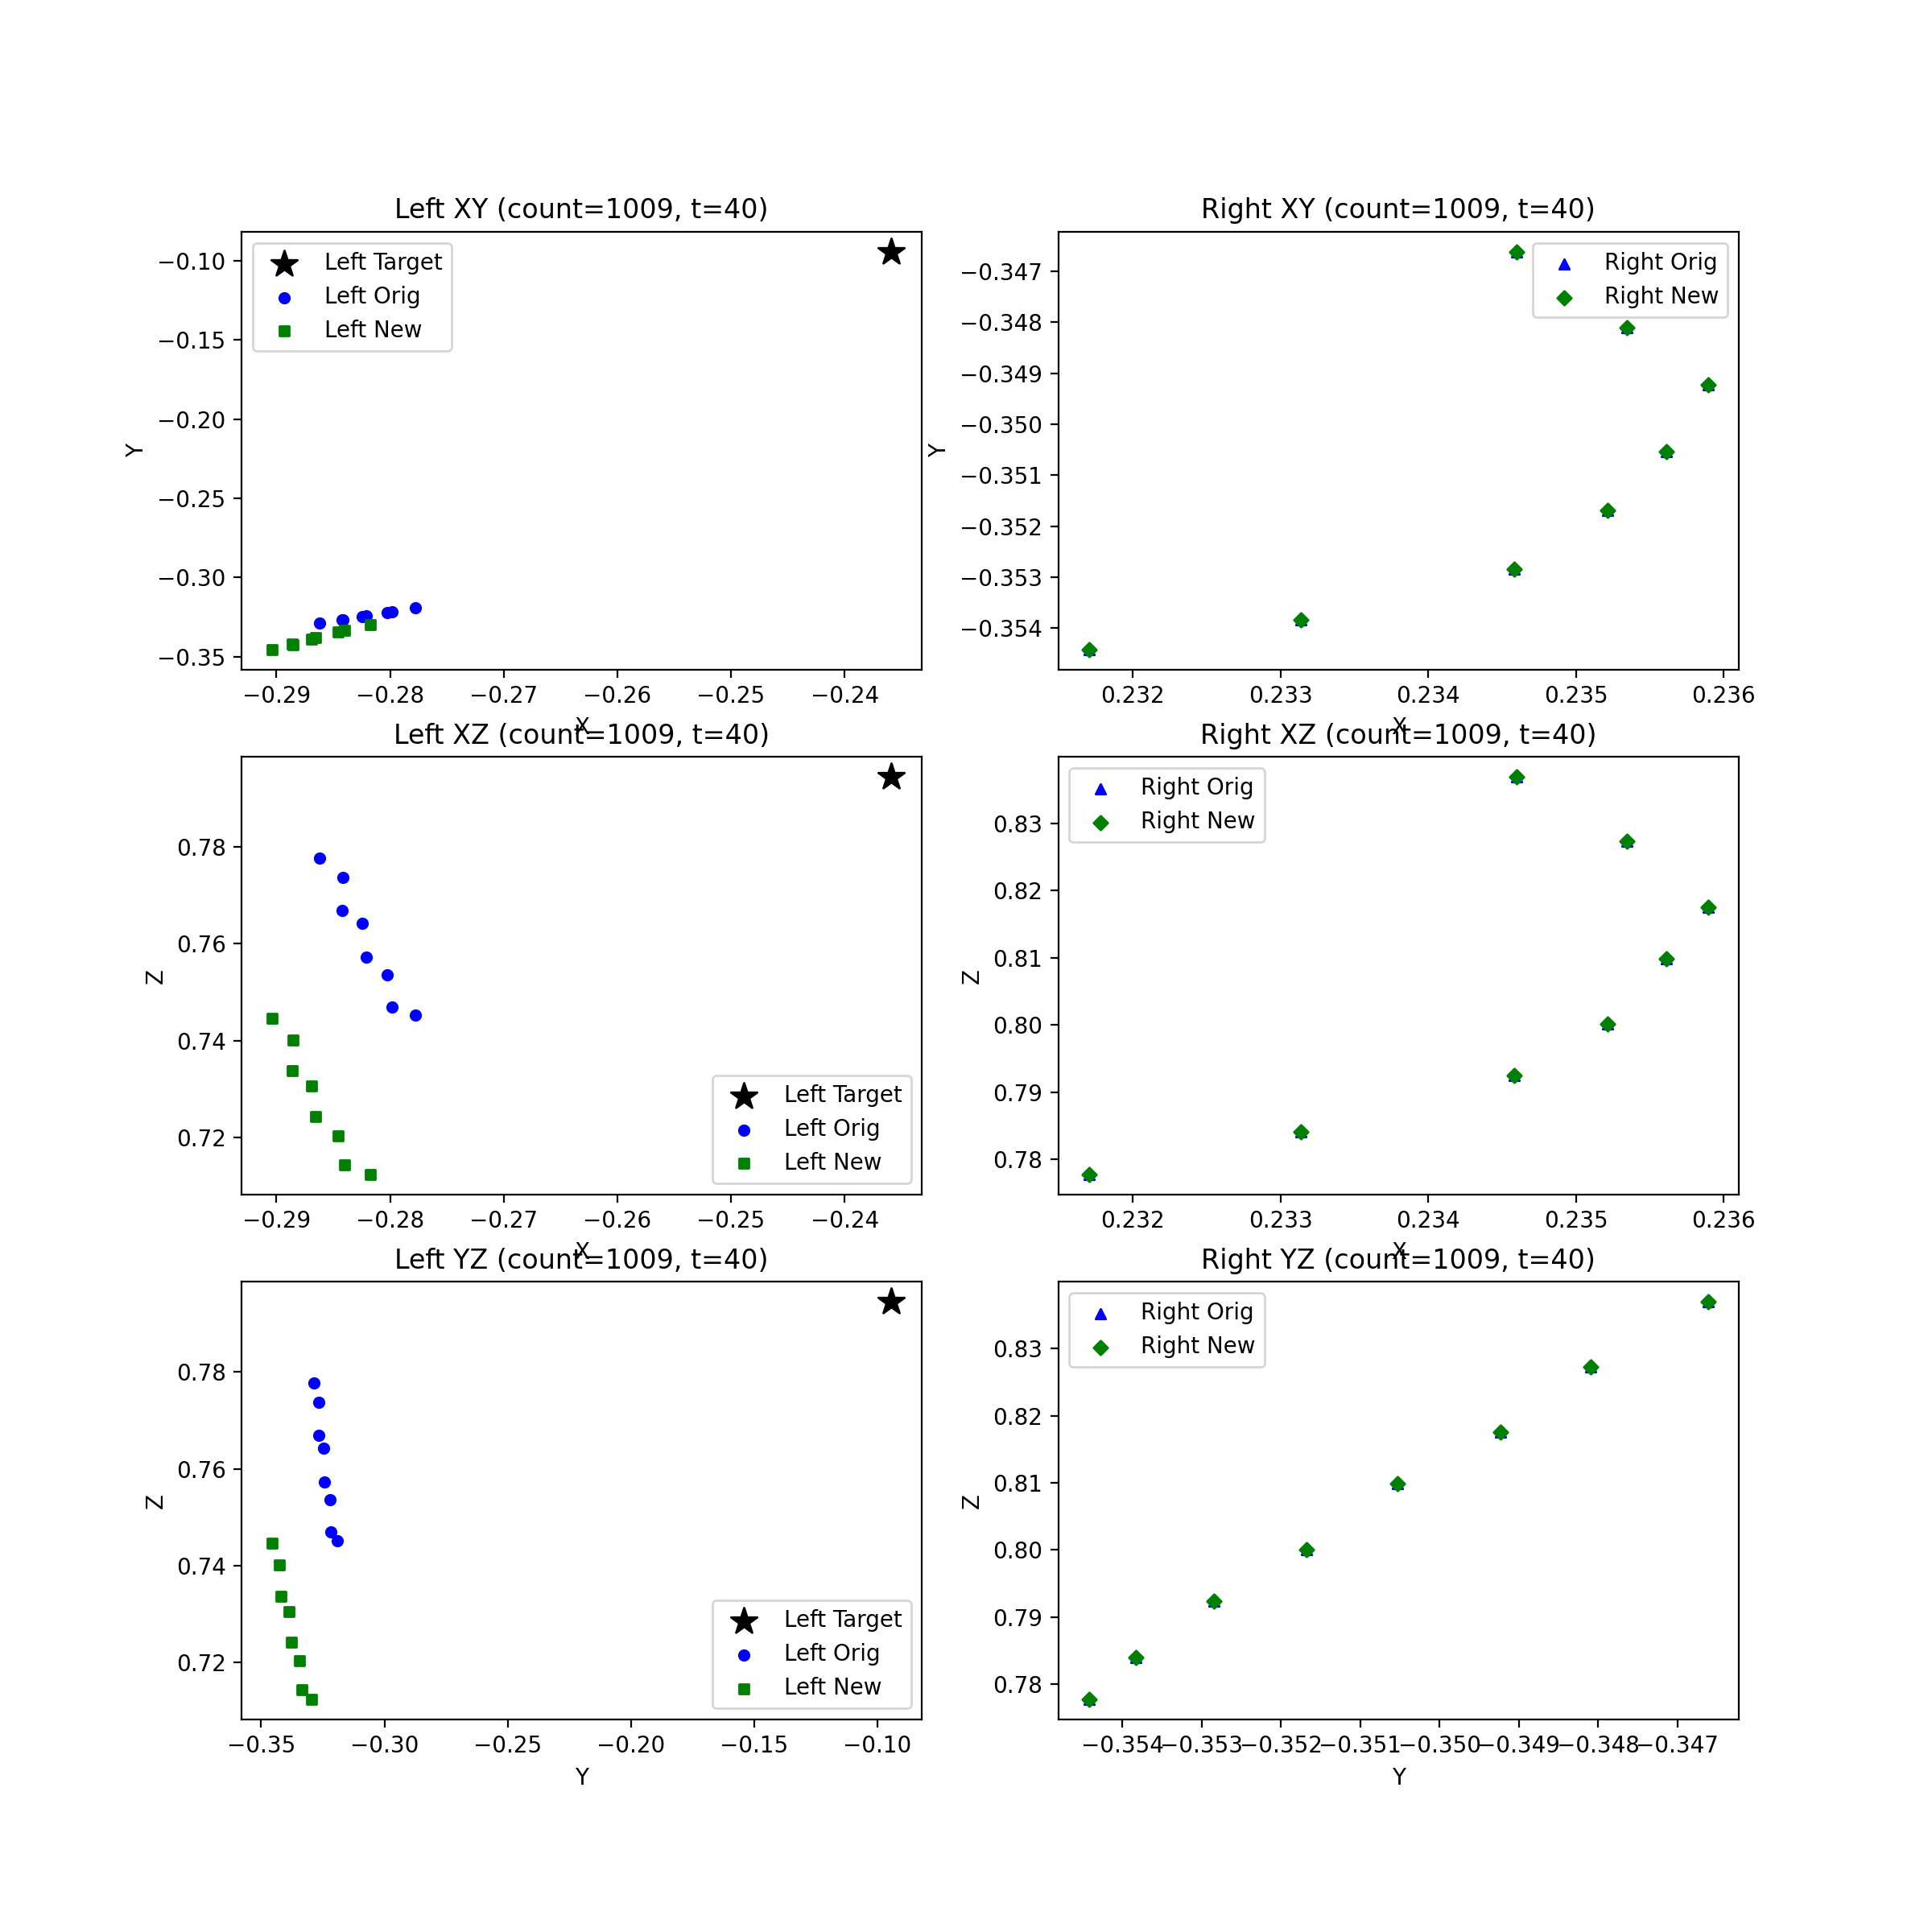 Left XY (count=1009, t=40)
Left Target
Left Orig
Left New
−0.10
−0.15
−0.20
−0.25
−0.30
−0.35
Y
−0.29 −0.28 −0.27 −0.26 −0.25 −0.24
X
Right XY (count=1009, t=40)
Right Orig
Right New
−0.347
−0.348
−0.349
−0.350
−0.351
−0.352
−0.353
−0.354
Y
0.232 0.233 0.234 0.235 0.236
X
Left XZ (count=1009, t=40)
Left Target
Left Orig
Left New
0.78
0.76
0.74
0.72
Z
−0.29 −0.28 −0.27 −0.26 −0.25 −0.24
X
Right XZ (count=1009, t=40)
Right Orig
Right New
0.83
0.82
0.81
0.80
0.79
0.78
Z
0.232 0.233 0.234 0.235 0.236
X
Left YZ (count=1009, t=40)
Left Target
Left Orig
Left New
0.78
0.76
0.74
0.72
Z
−0.35 −0.30 −0.25 −0.20 −0.15 −0.10
Y
Right YZ (count=1009, t=40)
Right Orig
Right New
0.83
0.82
0.81
0.80
0.79
0.78
Z
−0.354 −0.353 −0.352 −0.351 −0.350 −0.349 −0.348 −0.347
Y